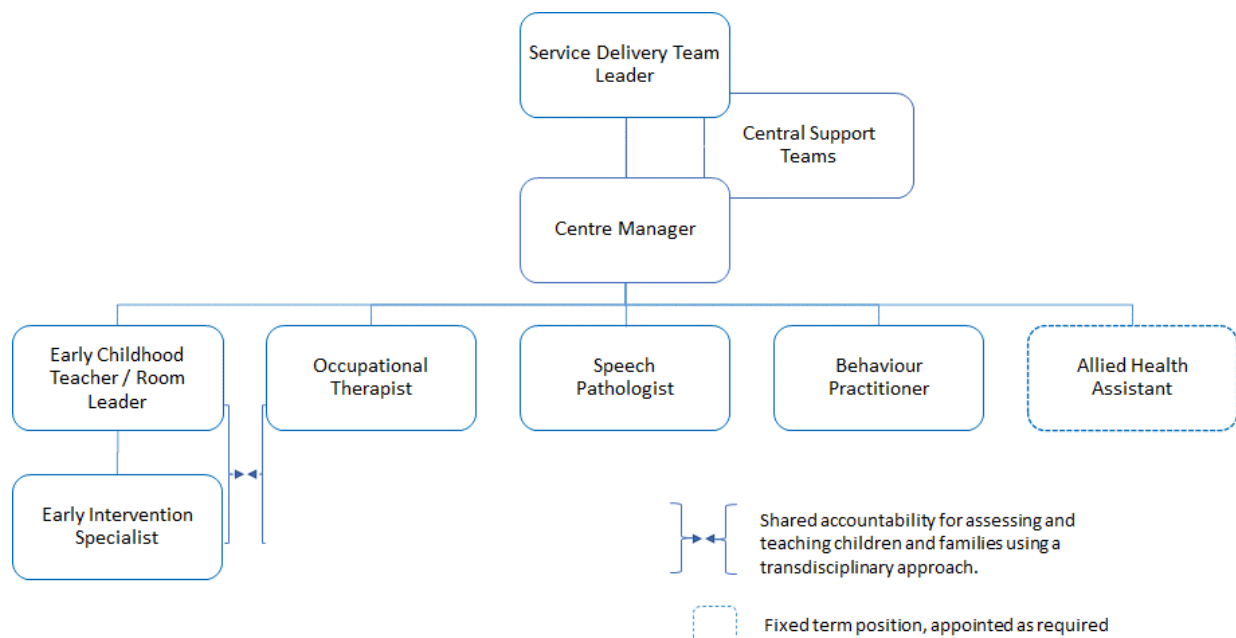 Service Delivery Team
Leader
Central Support
Teams
Centre Manager
Early Childhood
Teacher / Room
Leader
Occupational
Therapist
Speech
Pathologist
Behaviour
Practitioner
Allied Health
Assistant
Early Intervention
Specialist
Shared accountability for assessing and
teaching children and families using a
transdisciplinary approach.
Fixed term position, appointed as required